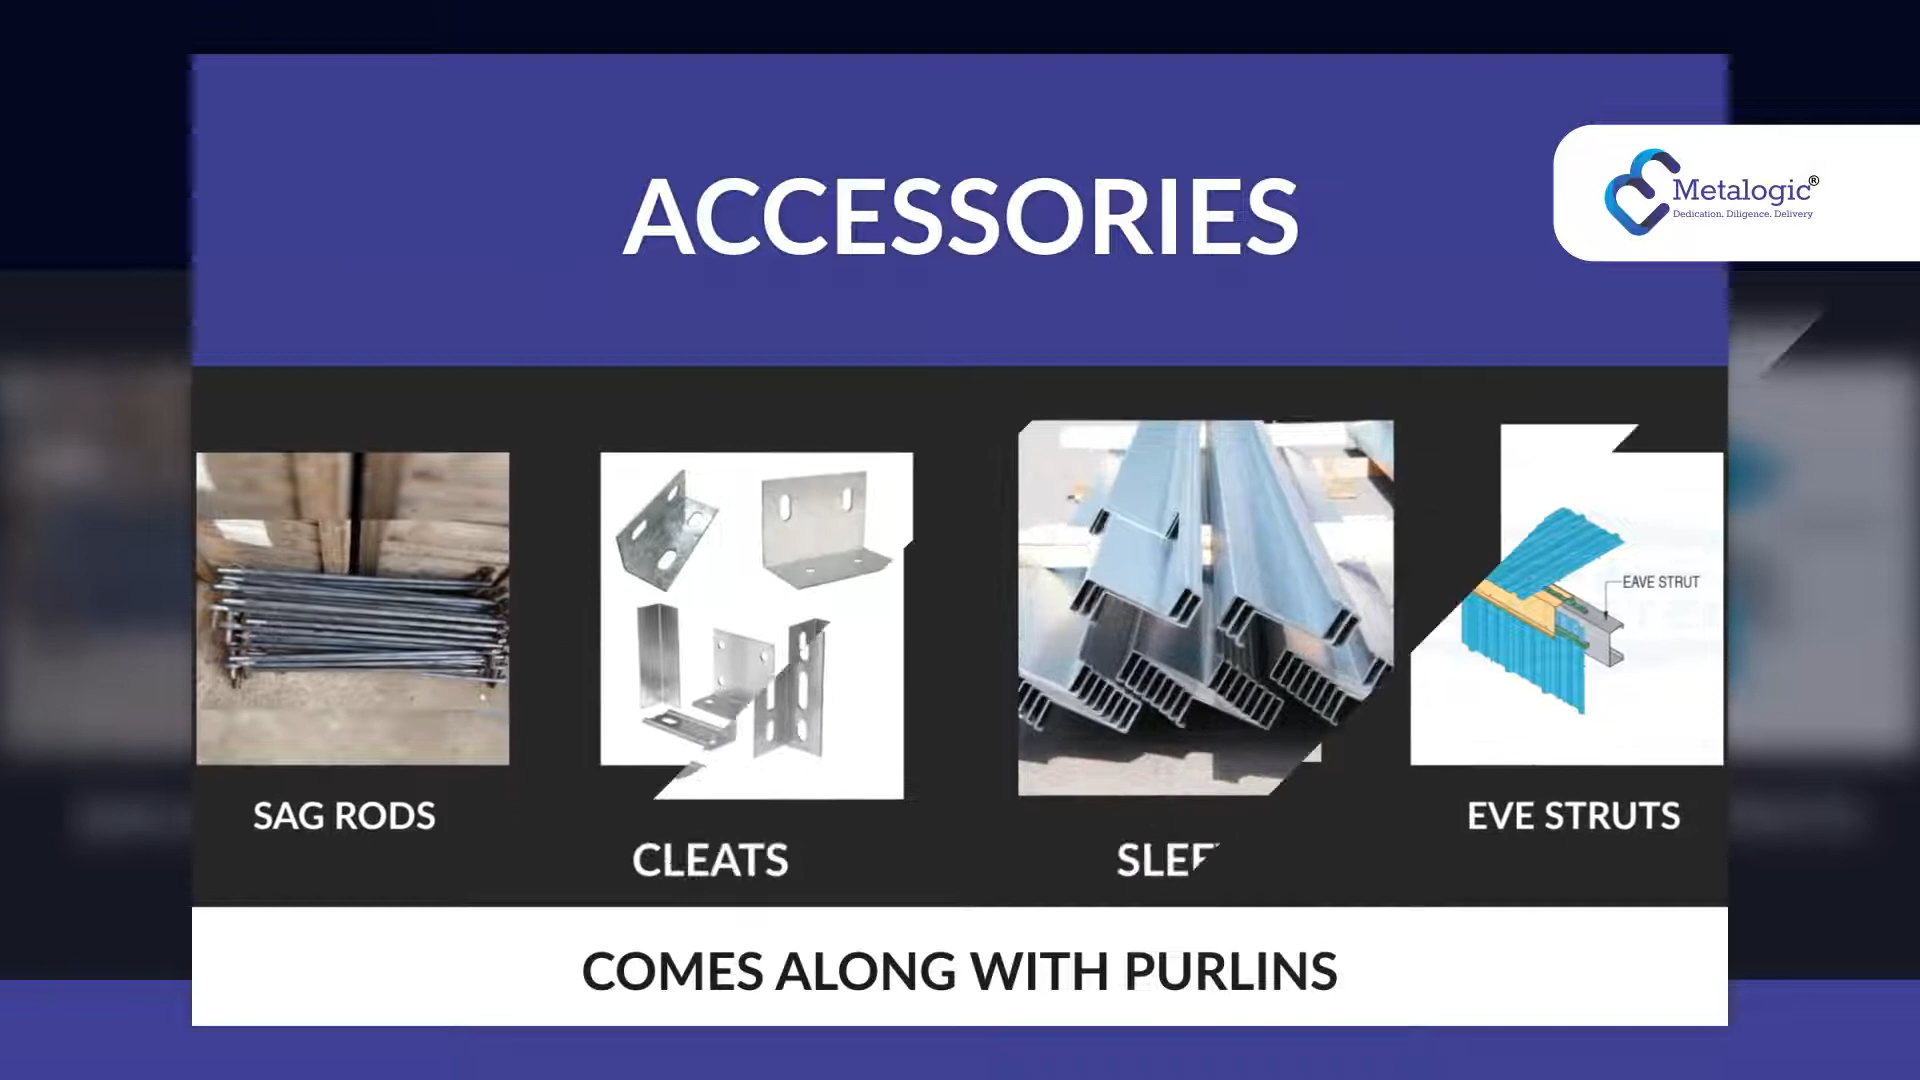 ACCESSORIES
Metalogic®
Dedication. Diligence. Delivery
EAVE STRUT
SAG RODS
CLEATS
EVE STRUTS
COMES ALONG WITH PURLINS